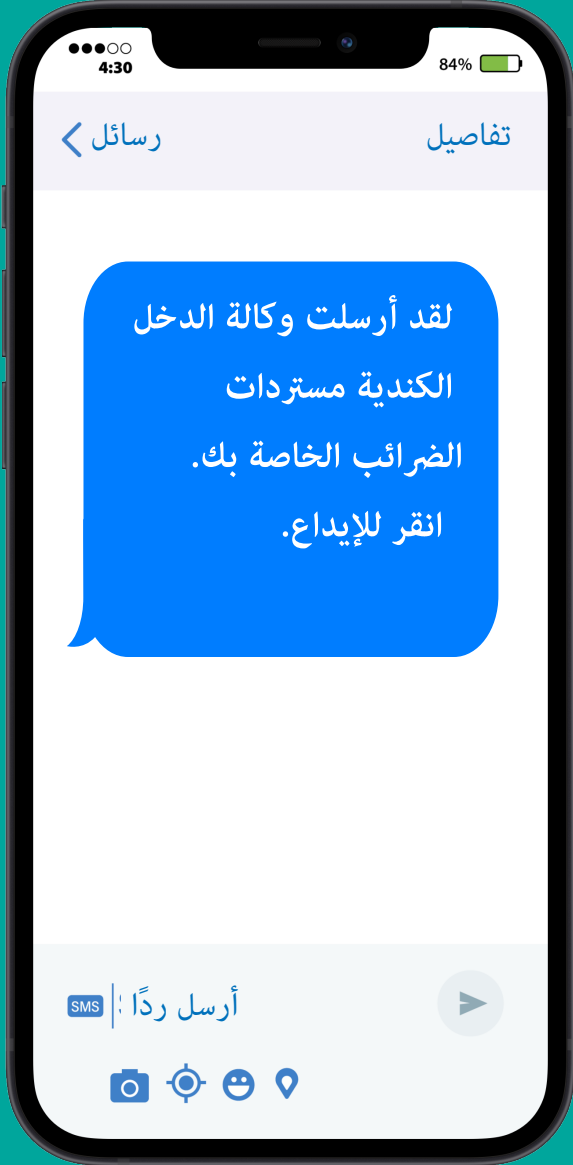 4:30
84%
رسائل
تفاصيل
لقد أرسلت وكالة الدخل
الكندية مستردات
الضرائب الخاصة بك.
انقر للإيداع.
أرسل ردًا
SMS